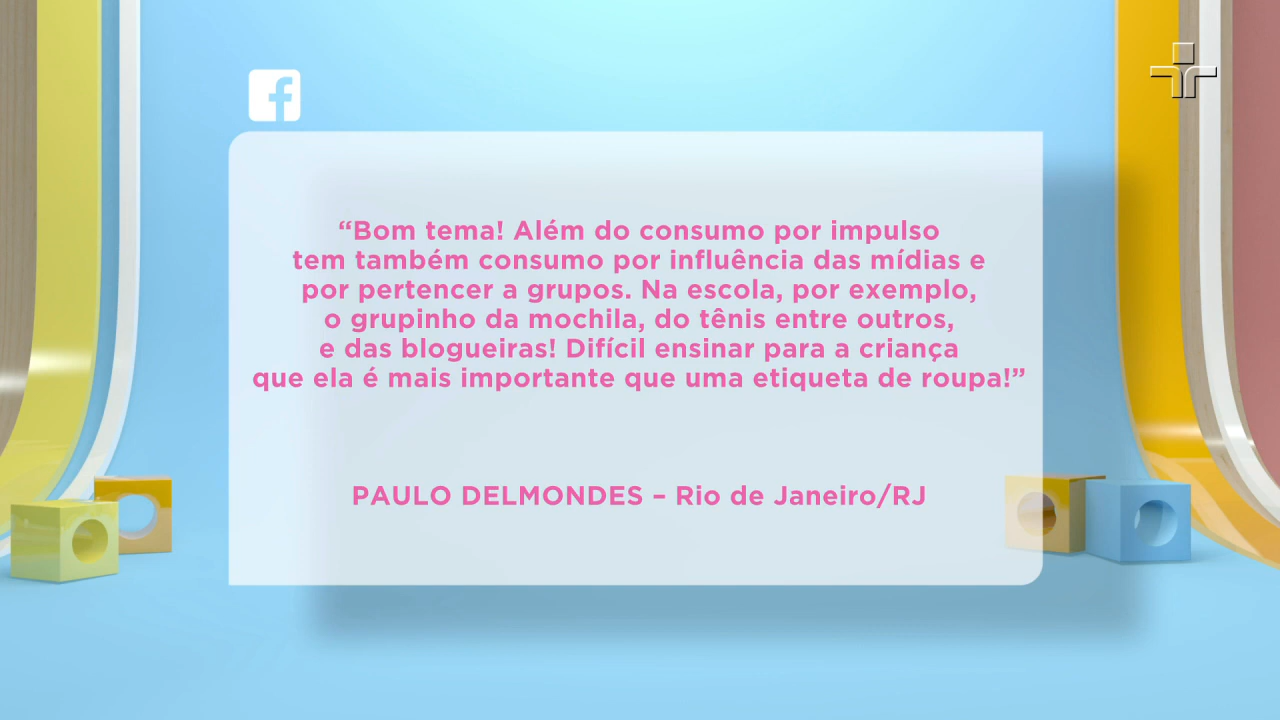 “Bom tema! Além do consumo por impulso
tem também consumo por influência das mídias e
por pertencer a grupos. Na escola, por exemplo,
o grupinho da mochila, do tênis entre outros,
e das blogueiras! Difícil ensinar para a criança
que ela é mais importante que uma etiqueta de roupa!”
PAULO DELMONDES – Rio de Janeiro/RJ